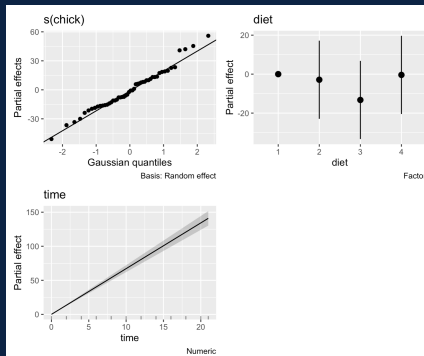 s(chick)
Partial effects
60
30
0
-30
-2
-1
0
1
2
Gaussian quantiles
Basis: Random effect
diet
Partial effect
20
0
-20
1
2
3
4
diet
Factor
time
Partial effect
150
100
50
0
0
5
10
15
20
time
Numeric